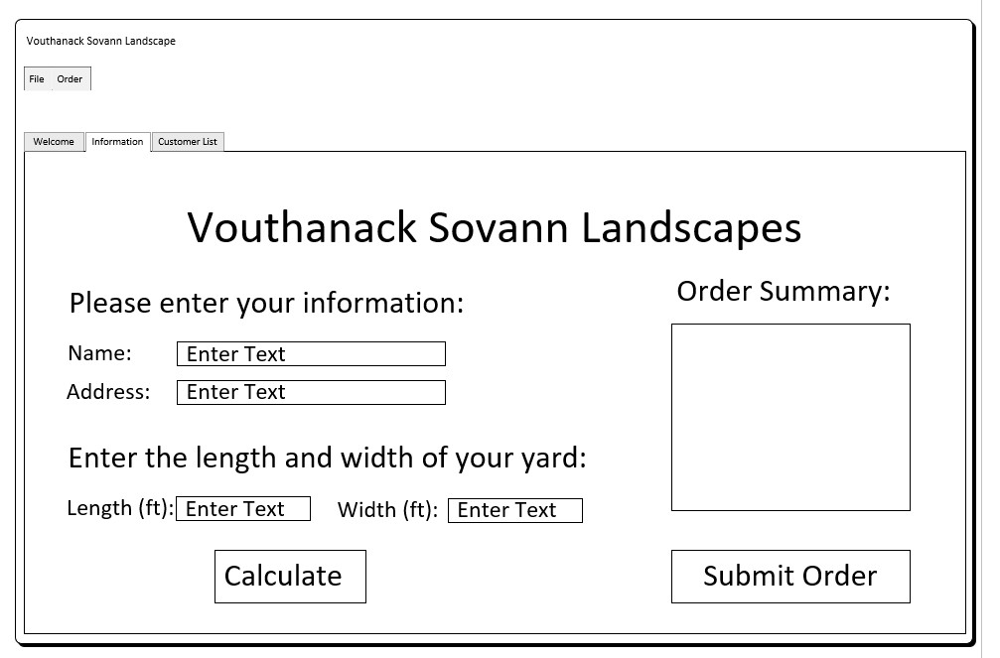 Vouthanack Sovann Landscape
File Order
Welcome Information Customer List
Vouthanack Sovann Landscapes
Please enter your information:
Name: Enter Text
Address: Enter Text
Enter the length and width of your yard:
Length (ft): Enter Text Width (ft): Enter Text
Calculate
Order Summary:
Submit Order